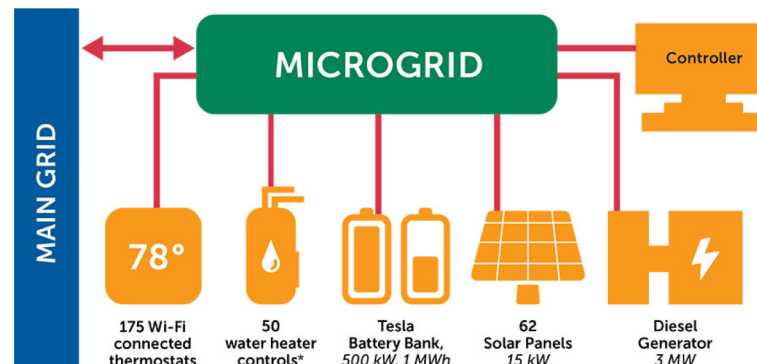 MAIN GRID
MICROGRID
Controller
78°
175 Wi-Fi
connected
thermostats
50
water heater
controls*
Tesla
Battery Bank,
500 kW, 1 MWh
62
Solar Panels
15 kW
Diesel
Generator
3 MW